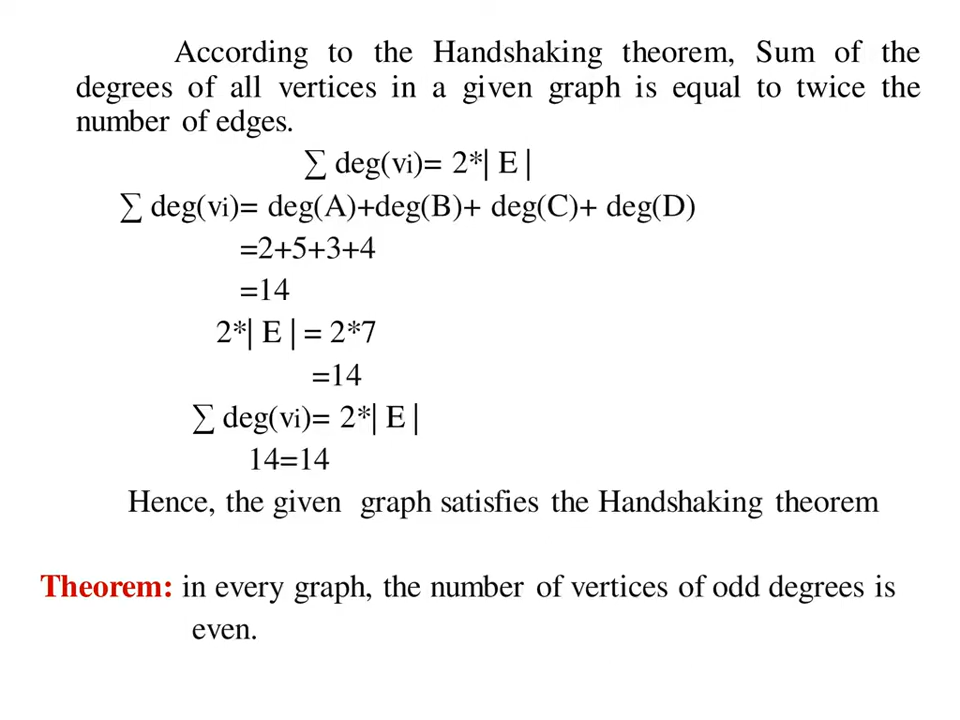 According to the Handshaking theorem, Sum of the
degrees of all vertices in a given graph is equal to twice the
number of edges.
∑ deg(vi)= 2*| E |
∑ deg(vi)= deg(A)+deg(B)+ deg(C)+ deg(D)
=2+5+3+4
=14
2*| E | = 2*7
=14
∑ deg(vi)= 2*| E |
14=14
Hence, the given graph satisfies the Handshaking theorem
Theorem: in every graph, the number of vertices of odd degrees is
even.